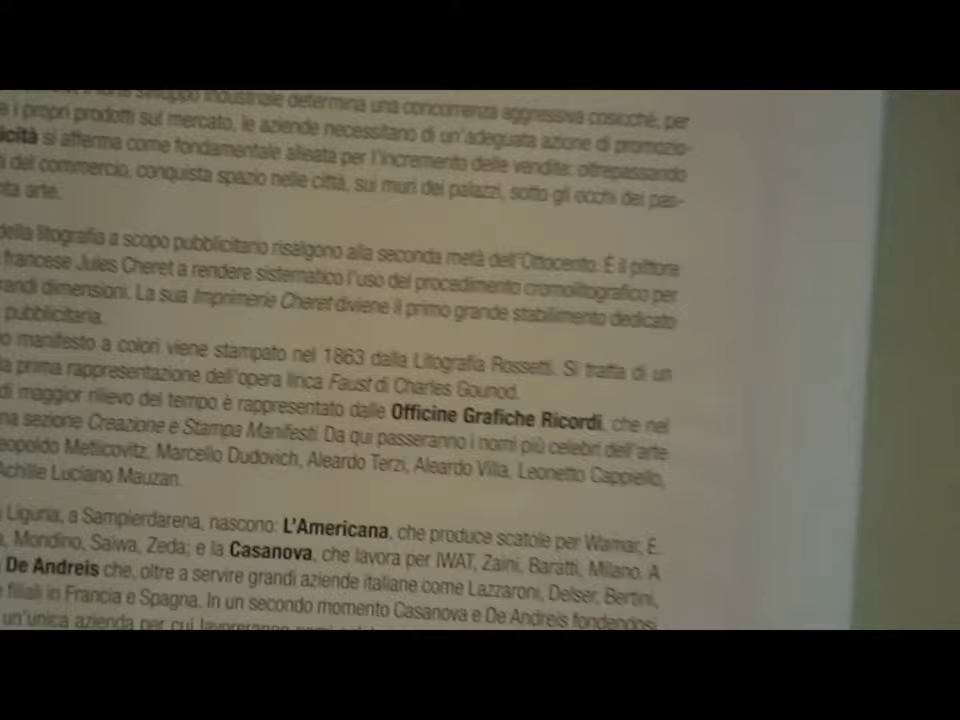 sviluppo industriale determina una concorrenza aggressiva cosicchè, per
i propri prodotti sul mercato, le aziende necessitano di un'adeguata azione di promozio-
icità si afferma come fondamentale alleata per l'incremento delle vendite: oltrepassando
del commercio, conquista spazio nelle città, sui muri dei palazzi, sotto gli occhi dei pas-
nta arte.
della litografia a scopo pubblicitario risalgono alla seconda metà dell'Ottocento. É il pittore
francese Jules Cheret a rendere sistematico l'uso del procedimento cromolitografico per
randi dimensioni. La sua Imprimerie Cheret diviene il primo grande stabilimento dedicato
pubblicitaria.
o manifesto a colori viene stampato nel 1863 dalla Litografia Rossetti. Si tratta di un
la prima rappresentazione dell'opera lirica Faust di Charles Gounod.
di maggior rilievo del tempo è rappresentato dalle Officine Grafiche Ricordi, che nel
na sezione Creazione e Stampa Manifesti. Da qui passeranno i nomi più celebri dell'arte
eopoldo Metlicovitz, Marcello Dudovich, Aleardo Terzi, Aleardo Villa, Leonetto Cappiello,
Achille Luciano Mauzan.
Liguria, a Sampierdarena, nascono: L'Americana, che produce scatole per Wamar, E.
a, Mondino, Saiwa, Zeda; e la Casanova, che lavora per IWAT, Zaini, Baratti, Milano. A
De Andreis che, oltre a servire grandi aziende italiane come Lazzaroni, Delser, Bertini,
filiali in Francia e Spagna. In un secondo momento Casanova e De Andreis fondendosi
un'unica azienda per cui lavoreranno